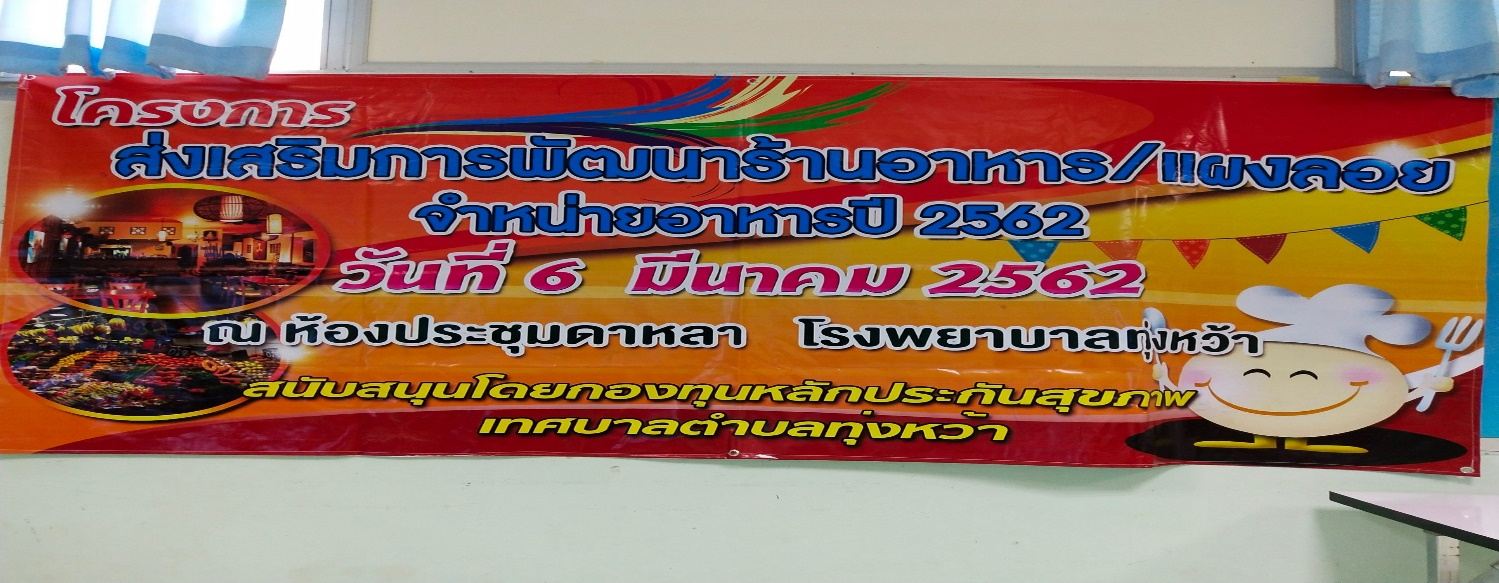 โครงการ
ส่งเสริมการพัฒนาร้านอาหาร/แผงลอย
จำหน่ายอาหารปี 2562
วันที่ 6 มีนาคม 2562
ณ ห้องประชุมดาหลา โรงพยาบาลทุ่งหว้า
สนับสนุนโดยกองทุนหลักประกันสุขภาพ
เทศบาลตำบลทุ่งหว้า